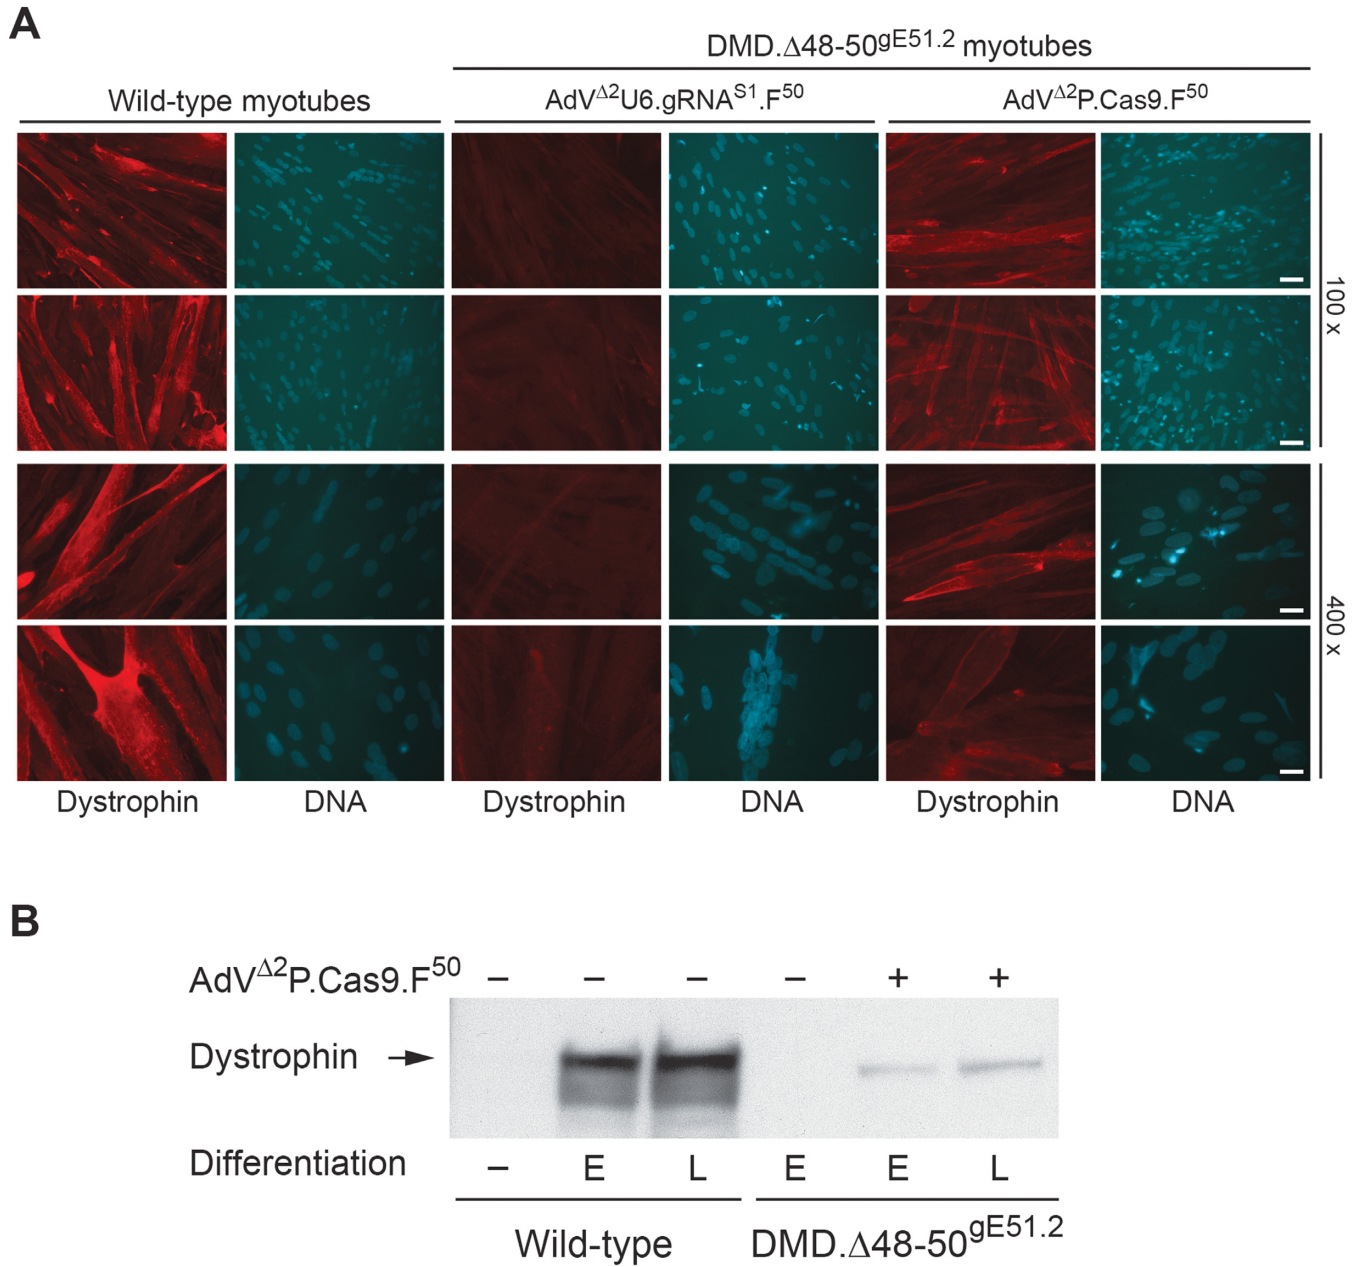 A
DMD.Δ48-50gE51.2 myotubes
Wild-type myotubes
AdVΔ2U6.gRNAS1.F50
AdVΔ2P.Cas9.F50
100 x
400 x
Dystrophin DNA Dystrophin DNA Dystrophin DNA
B
AdVΔ2P.Cas9.F50 – – – – + +
Dystrophin
Differentiation – E L E E L
Wild-type DMD.Δ48-50gE51.2